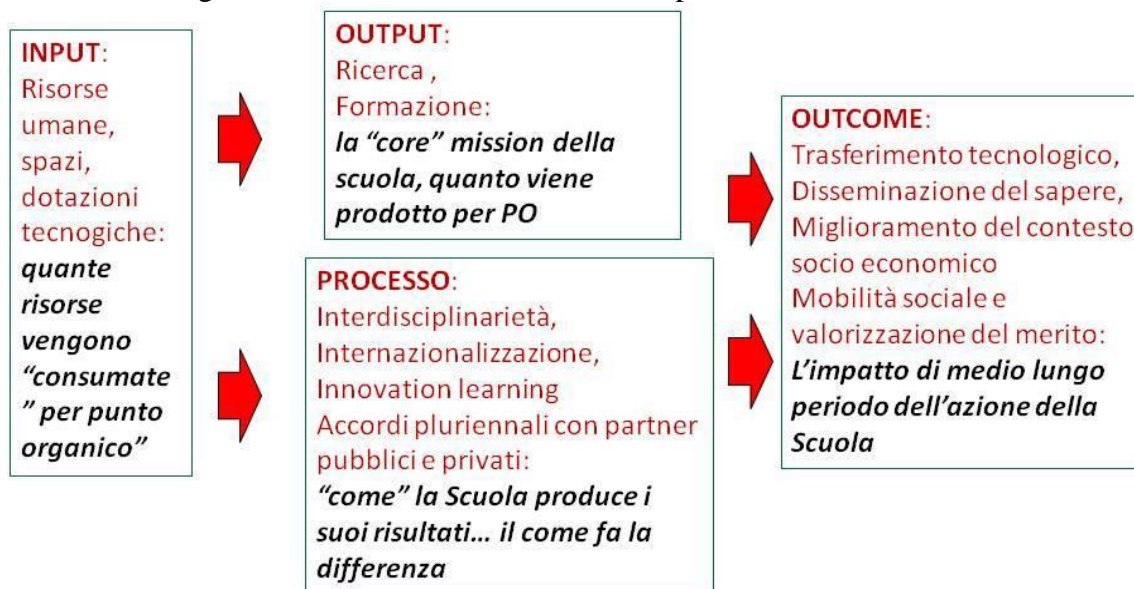 INPUT:
Risorse
umane,
spazi,
dotazioni
tecnogiche:
quante
risorse
vengono
“consumate
” per punto
organico”
OUTPUT:
Ricerca ,
Formazione:
la “core” mission della
scuola, quanto viene
prodotto per PO
PROCESSO:
Interdisciplinarietà,
Internazionalizzazione,
Innovation learning
Accordi pluriennali con partner
pubblici e privati:
“come” la Scuola produce i
suoi risultati... il come fa la
differenza
OUTCOME:
Trasferimento tecnologico,
Disseminazione del sapere,
Miglioramento del contesto
socio economico
Mobilità sociale e
valorizzazione del merito:
L’impatto di medio lungo
periodo dell’azione della
Scuola